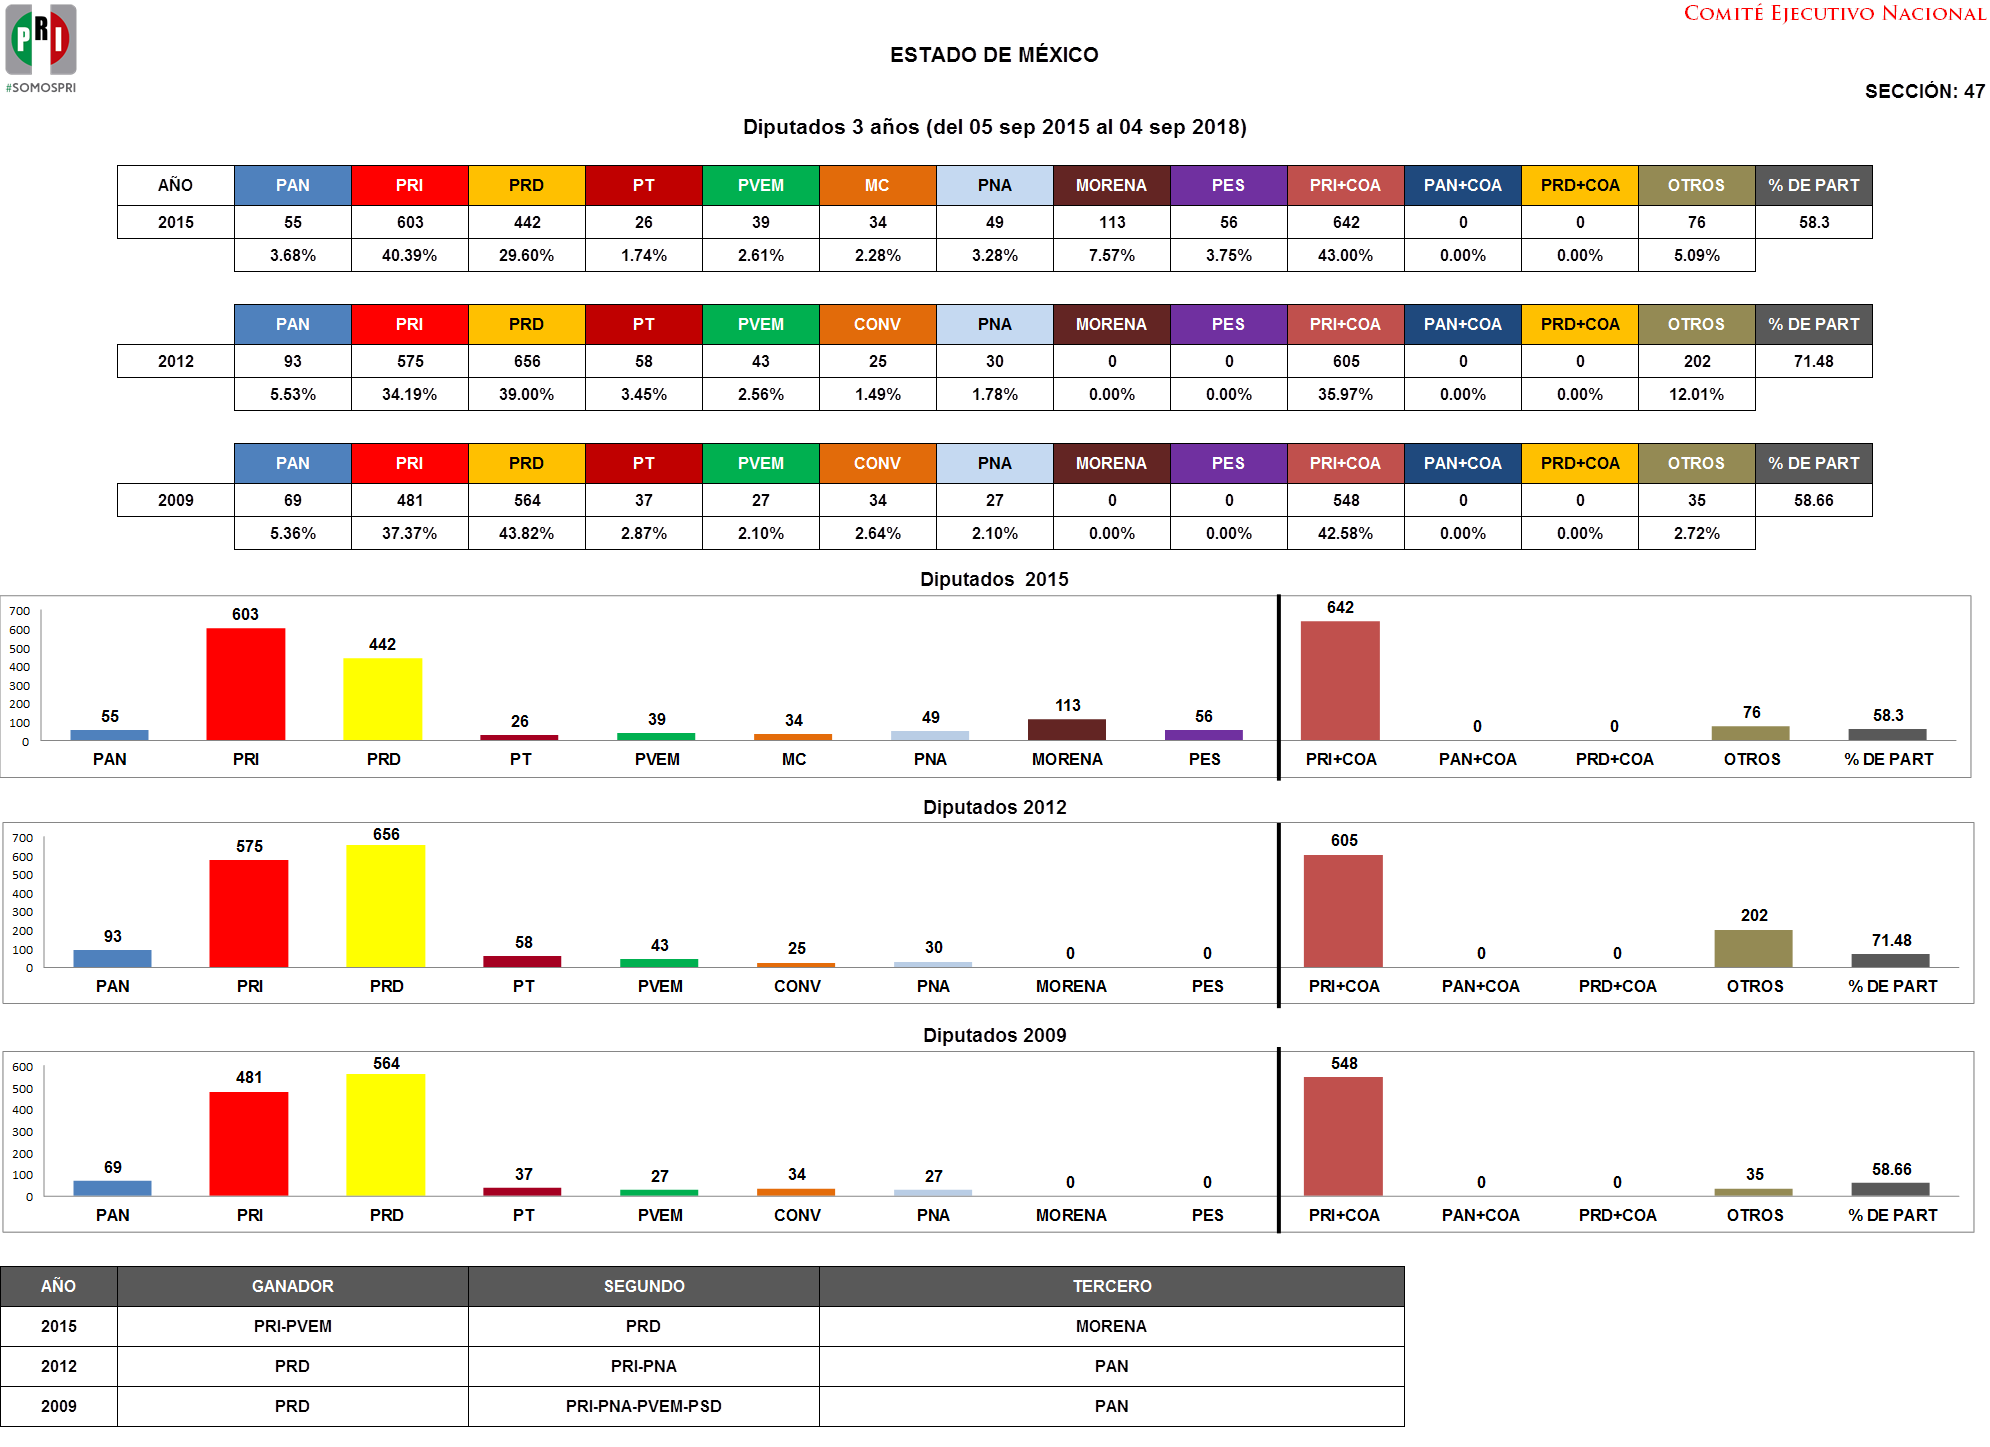 PRI
#SOMOSPRI
COMITÉ EJECUTIVO NACIONAL
ESTADO DE MÉXICO
SECCIÓN: 47
Diputados 3 años (del 05 sep 2015 al 04 sep 2018)
AÑO PAN PRI PRD PT PVEM MC PNA MORENA PES PRI+COA PAN+COA PRD+COA OTROS % DE PART
2015 55 603 442 26 39 34 49 113 56 642 0 0 76 58.3
3.68% 40.39% 29.60% 1.74% 2.61% 2.28% 3.28% 7.57% 3.75% 43.00% 0.00% 0.00% 5.09%
PAN PRI PRD PT PVEM CONV PNA MORENA PES PRI+COA PAN+COA PRD+COA OTROS % DE PART
2012 93 575 656 58 43 25 30 0 0 605 0 0 202 71.48
5.53% 34.19% 39.00% 3.45% 2.56% 1.49% 1.78% 0.00% 0.00% 35.97% 0.00% 0.00% 12.01%
PAN PRI PRD PT PVEM CONV PNA MORENA PES PRI+COA PAN+COA PRD+COA OTROS % DE PART
2009 69 481 564 37 27 34 27 0 0 548 0 0 35 58.66
5.36% 37.37% 43.82% 2.87% 2.10% 2.64% 2.10% 0.00% 0.00% 42.58% 0.00% 0.00% 2.72%
Diputados 2015
700
600
500
400
300
200
100
0
55 603 442 26 39 34 49 113 56 642 0 0 76 58.3
PAN PRI PRD PT PVEM MC PNA MORENA PES PRI+COA PAN+COA PRD+COA OTROS % DE PART
Diputados 2012
700
600
500
400
300
200
100
0
93 575 656 58 43 25 30 0 0 605 0 0 202 71.48
PAN PRI PRD PT PVEM CONV PNA MORENA PES PRI+COA PAN+COA PRD+COA OTROS % DE PART
Diputados 2009
600
500
400
300
200
100
0
69 481 564 37 27 34 27 0 0 548 0 0 35 58.66
PAN PRI PRD PT PVEM CONV PNA MORENA PES PRI+COA PAN+COA PRD+COA OTROS % DE PART
AÑO GANADOR SEGUNDO TERCERO
2015 PRI-PVEM PRD MORENA
2012 PRD PRI-PNA PAN
2009 PRD PRI-PNA-PVEM-PSD PAN